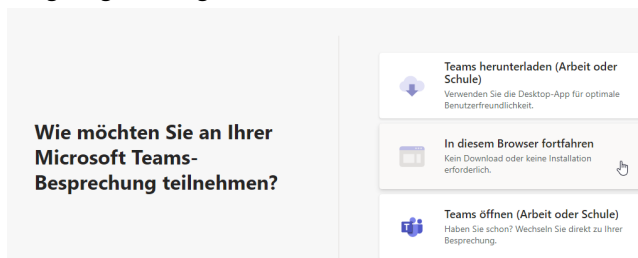 Wie möchten Sie an Ihrer
Microsoft Teams-
Besprechung teilnehmen?
Teams herunterladen (Arbeit oder
Schule)
Verwenden Sie die Desktop-App für optimale
Benutzerfreundlichkeit.
In diesem Browser fortfahren
Kein Download oder keine Installation
erforderlich.
Teams öffnen (Arbeit oder Schule)
Haben Sie schon? Wechseln Sie direkt zu Ihrer
Besprechung.